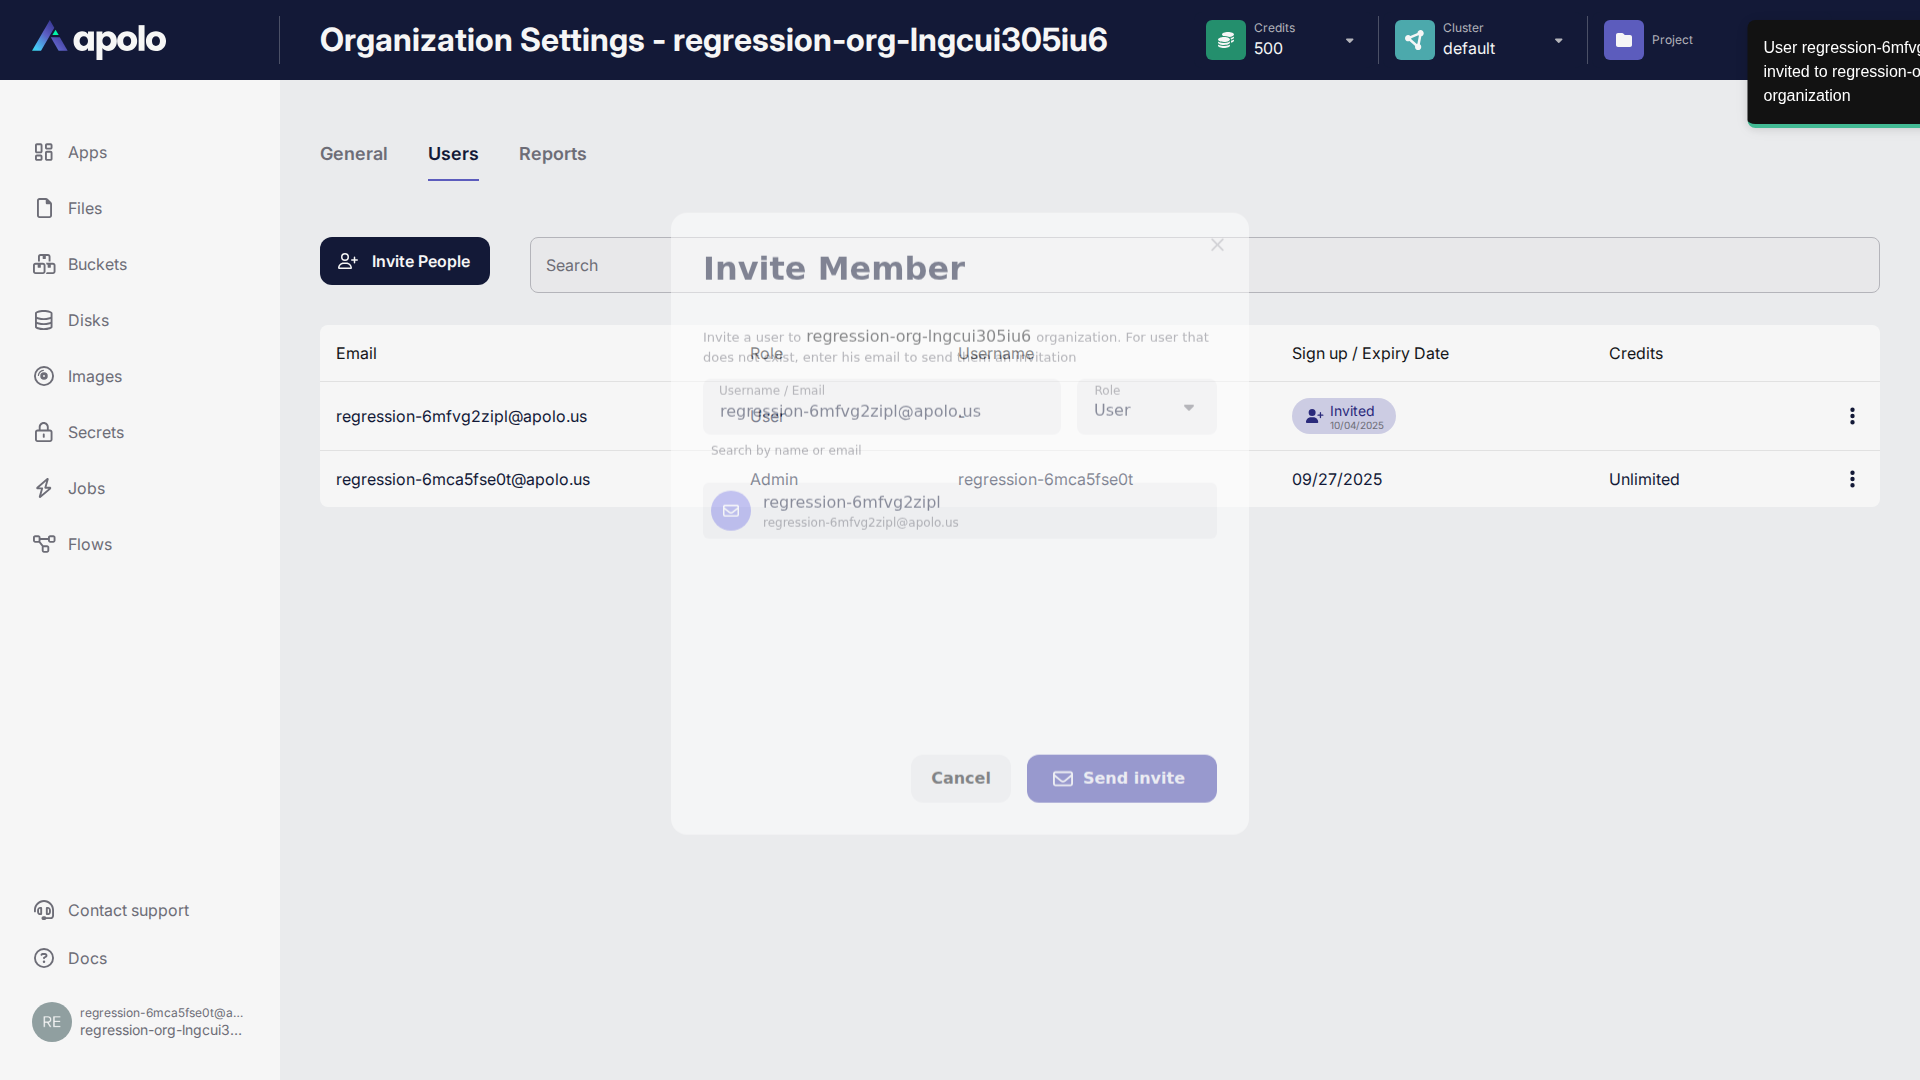 apolo
Organization Settings - regression-org-lngcui305iu6
Credits
500
Cluster
default
Project
User regression-6mfvg
invited to regression-o
organization
Apps
Files
Buckets
Disks
Images
Secrets
Jobs
Flows
Contact support
Docs
RE
regression-6mca5fse0t@a...
regression-org-lngcui3...
General
Users
Reports
Invite People
Search
Email
Role
Username
Sign up / Expiry Date
Credits
regression-6mfvg2zipl@apolo.us
User
-
Invited
10/04/2025
regression-6mca5fse0t@apolo.us
Admin
regression-6mca5fse0t
09/27/2025
Unlimited
Invite Member
Invite a user to regression-org-lngcui305iu6 organization. For user that
does not exist, enter his email to send them an invitation
Username / Email
regression-6mfvg2zipl@apolo.us
Role
User
Search by name or email
regression-6mfvg2zipl
regression-6mfvg2zipl@apolo.us
Cancel
Send invite